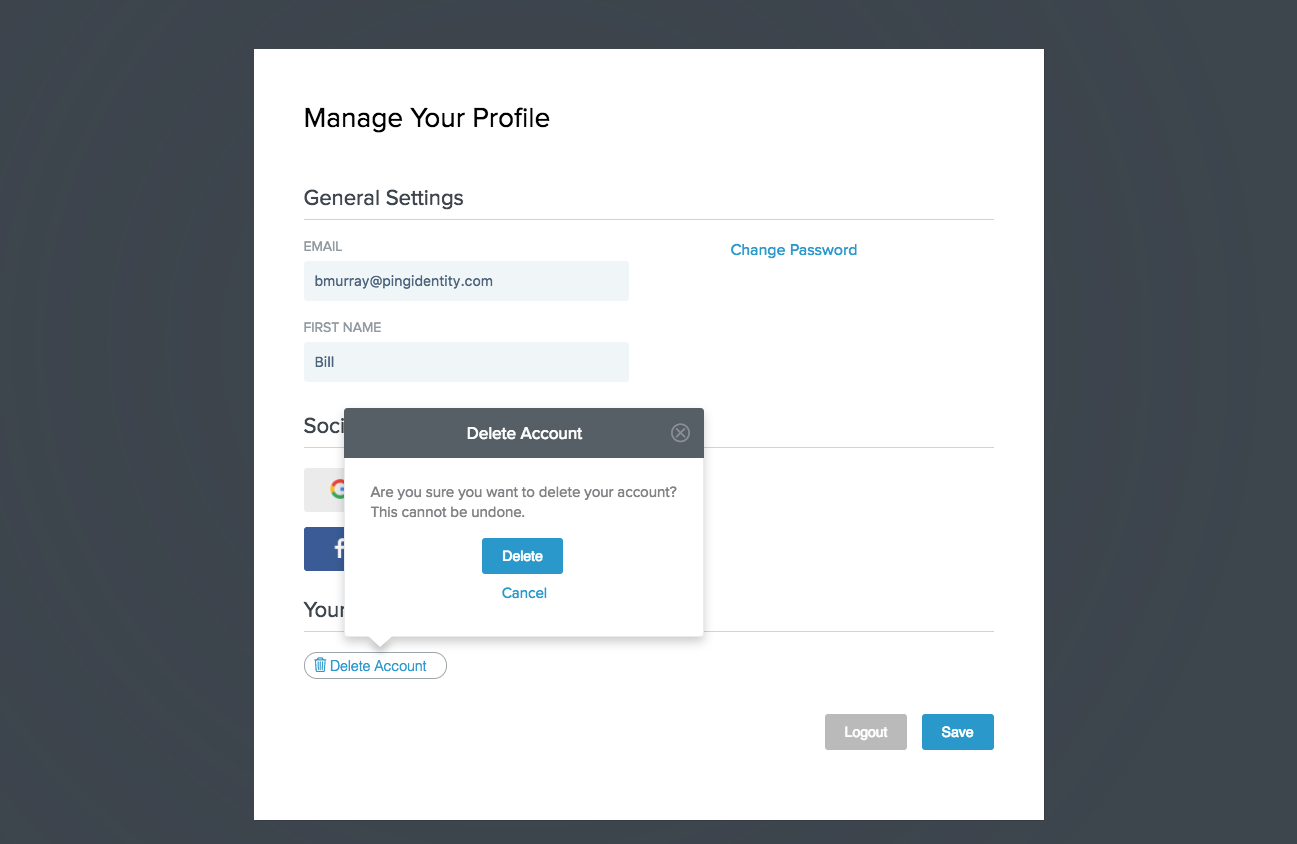 Manage Your Profile
General Settings
EMAIL
Change Password
bmurray@pingidentity.com
FIRST NAME
Bill
Soci
Delete Account
Are you sure you want to delete your account?
This cannot be undone.
Delete
Cancel
Your
Delete Account
Logout
Save